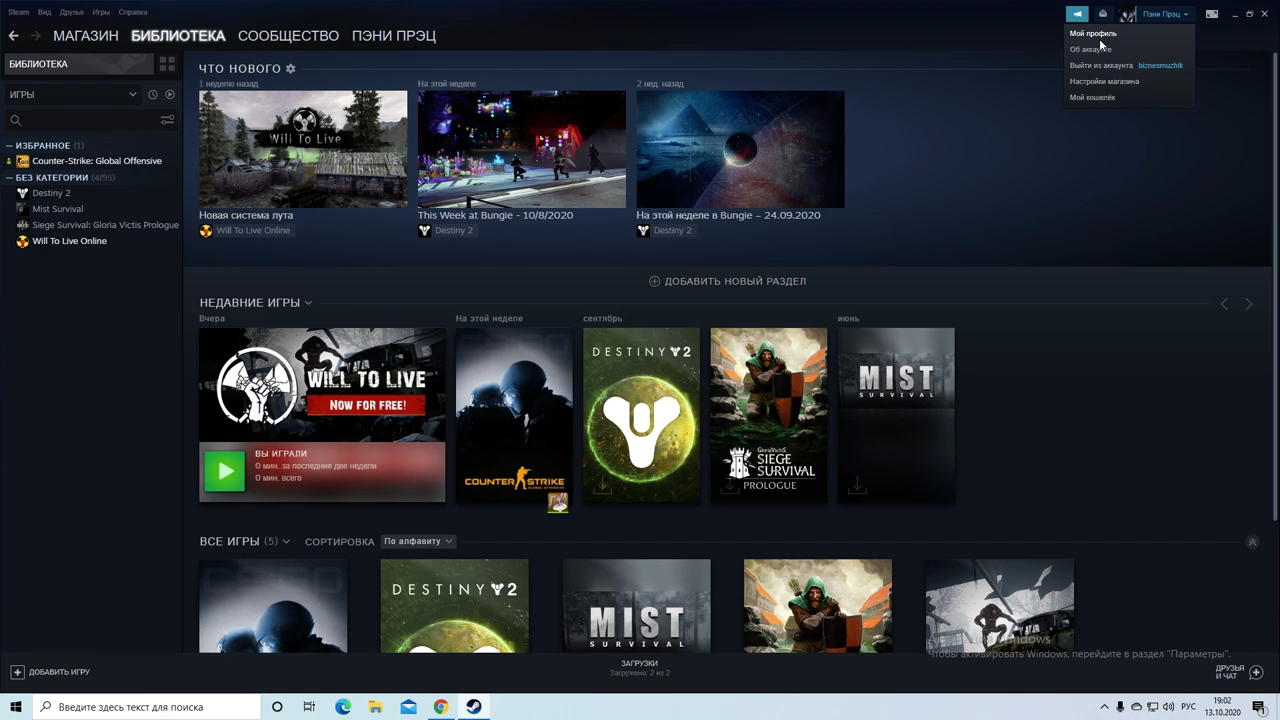 Steam Вид Друзья Игры Справка
Пэни Прэц
МАГАЗИН БИБЛИОТЕКА СООБЩЕСТВО ПЭНИ ПРЭЦ
Мой профиль
Об аккаунте
Выйти из аккаунта biznesmuzhik
Настройки магазина
Мой кошелёк
БИБЛИОТЕКА
ИГРЫ
— ИЗБРАННОЕ (1)
Counter-Strike: Global Offensive
— БЕЗ КАТЕГОРИИ (4/95)
Destiny 2
Mist Survival
Siege Survival: Gloria Victis Prologue
Will To Live Online
ЧТО НОВОГО
1 неделю назад
На этой неделе
2 нед. назад
Will To Live
Новая система лута
This Week at Bungie - 10/8/2020
На этой неделе в Bungie – 24.09.2020
Will To Live Online
Destiny 2
Destiny 2
ДОБАВИТЬ НОВЫЙ РАЗДЕЛ
НЕДАВНИЕ ИГРЫ
Вчера
На этой неделе
сентябрь
июнь
WILL TO LIVE
NOW FOR FREE!
ВЫ ИГРАЛИ
0 мин. за последние две недели
0 мин. всего
COUNTER STRIKE
GLOBAL OFFENSIVE
DESTINY 2
GLORIA VICTIS
SIEGE SURVIVAL
PROLOGUE
MIST
SURVIVAL
ВСЕ ИГРЫ (5) СОРТИРОВКА По алфавиту
DESTINY 2
MIST
SURVIVAL
Windows
Чтобы активировать Windows, перейдите в раздел "Параметры".
ДОБАВИТЬ ИГРУ
ЗАГРУЗКИ
Загружено: 2 из 2
ДРУЗЬЯ
И ЧАТ
Введите здесь текст для поиска
РУС
19:02
13.10.2020
1